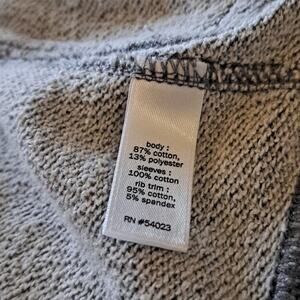 body :
87% cotton,
13% polyester
sleeves :
100% cotton
rib trim :
95% cotton,
5% spandex
RN #54023